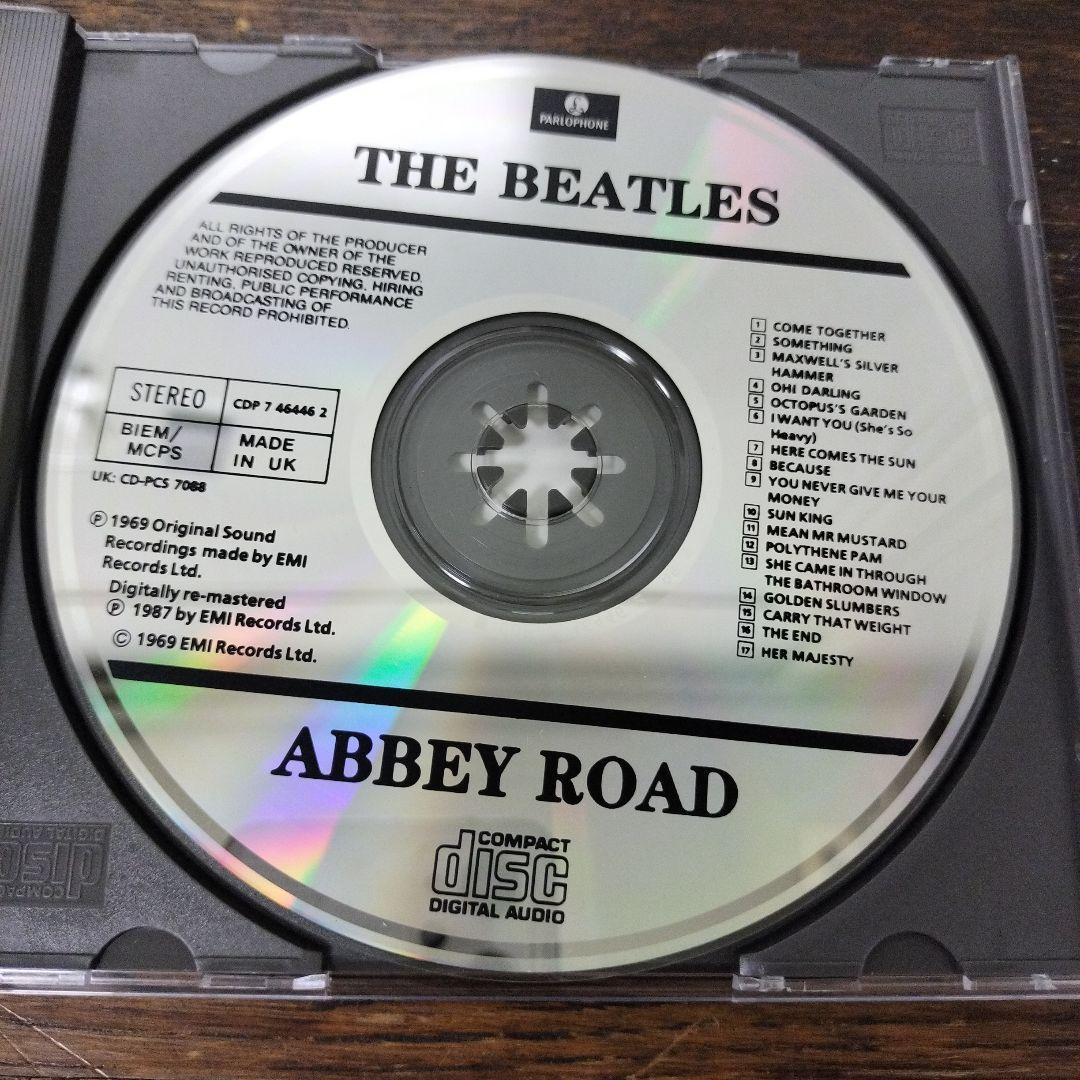 PARLOPHONE
THE BEATLES
ALL RIGHTS OF THE PRODUCER
AND OF THE OWNER OF THE
WORK REPRODUCED RESERVED.
UNAUTHORISED COPYING, HIRING
RENTING, PUBLIC PERFORMANCE
AND BROADCASTING OF
THIS RECORD PROHIBITED.
STEREO
CDP 7 46446 2
BIEM/
MCPS
MADE
IN UK
UK: CD-PCS 7088
℗ 1969 Original Sound
Recordings made by EMI
Records Ltd.
Digitally re-mastered
℗ 1987 by EMI Records Ltd.
© 1969 EMI Records Ltd.
1 COME TOGETHER
2 SOMETHING
3 MAXWELL'S SILVER
HAMMER
4 OH! DARLING
5 OCTOPUS'S GARDEN
6 I WANT YOU (She's So
Heavy)
7 HERE COMES THE SUN
8 BECAUSE
9 YOU NEVER GIVE ME YOUR
MONEY
10 SUN KING
11 MEAN MR MUSTARD
12 POLYTHENE PAM
13 SHE CAME IN THROUGH
THE BATHROOM WINDOW
14 GOLDEN SLUMBERS
15 CARRY THAT WEIGHT
16 THE END
17 HER MAJESTY
ABBEY ROAD
COMPACT
disc
DIGITAL AUDIO
COMPACT
disc
DIGITAL AUDIO